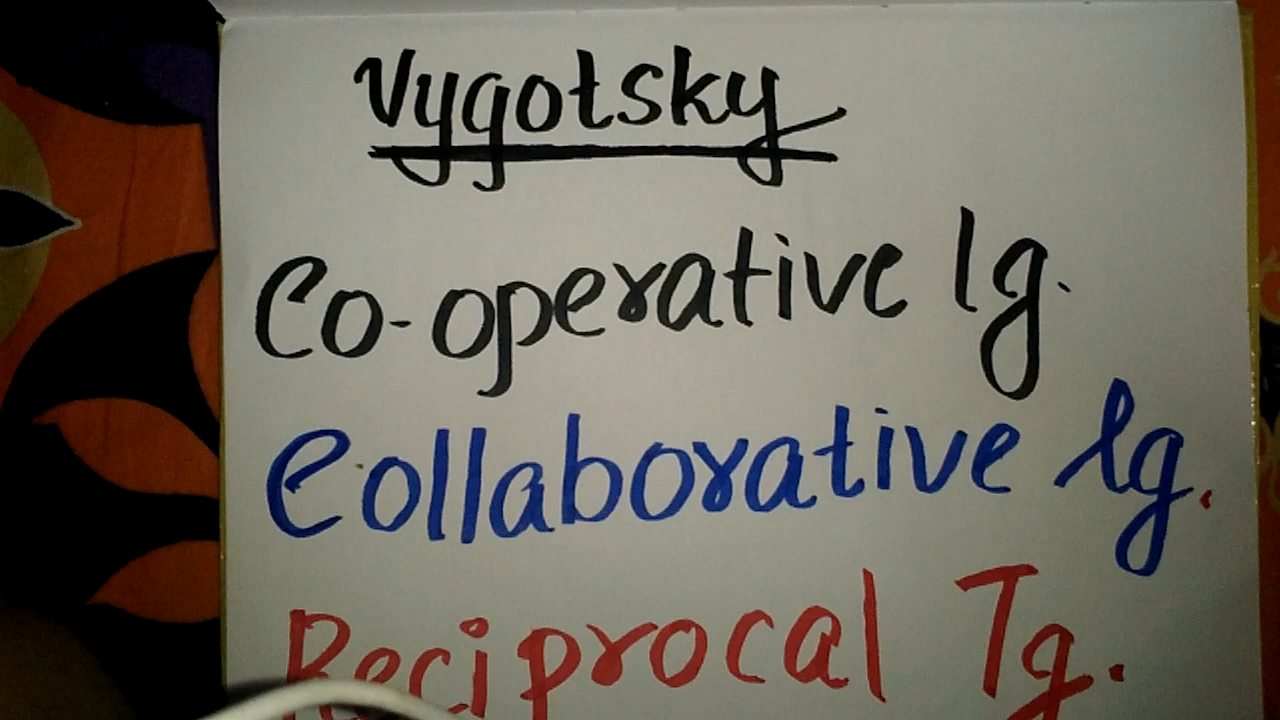 Vygotsky
Co-operative lg.
Collaborative lg.
Reciprocal Tg.